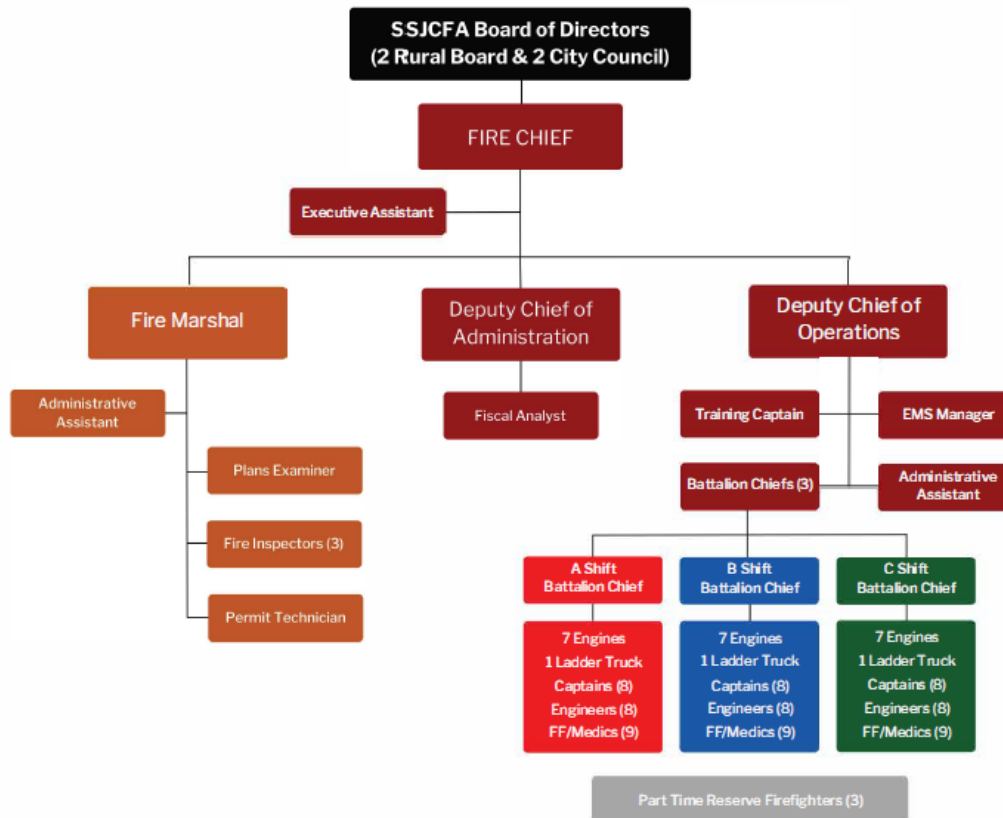 SSJCFA Board of Directors
(2 Rural Board & 2 City Council)
FIRE CHIEF
Executive Assistant
Fire Marshal
Deputy Chief of
Administration
Deputy Chief of
Operations
Administrative
Assistant
Fiscal Analyst
Training Captain
EMS Manager
Plans Examiner
Battalion Chiefs (3)
Administrative
Assistant
Fire Inspectors (3)
Permit Technician
A Shift
Battalion Chief
B Shift
Battalion Chief
C Shift
Battalion Chief
7 Engines
1 Ladder Truck
Captains (8)
Engineers (8)
FF/Medics (9)
7 Engines
1 Ladder Truck
Captains (8)
Engineers (8)
FF/Medics (9)
7 Engines
1 Ladder Truck
Captains (8)
Engineers (8)
FF/Medics (9)
Part Time Reserve Firefighters (3)